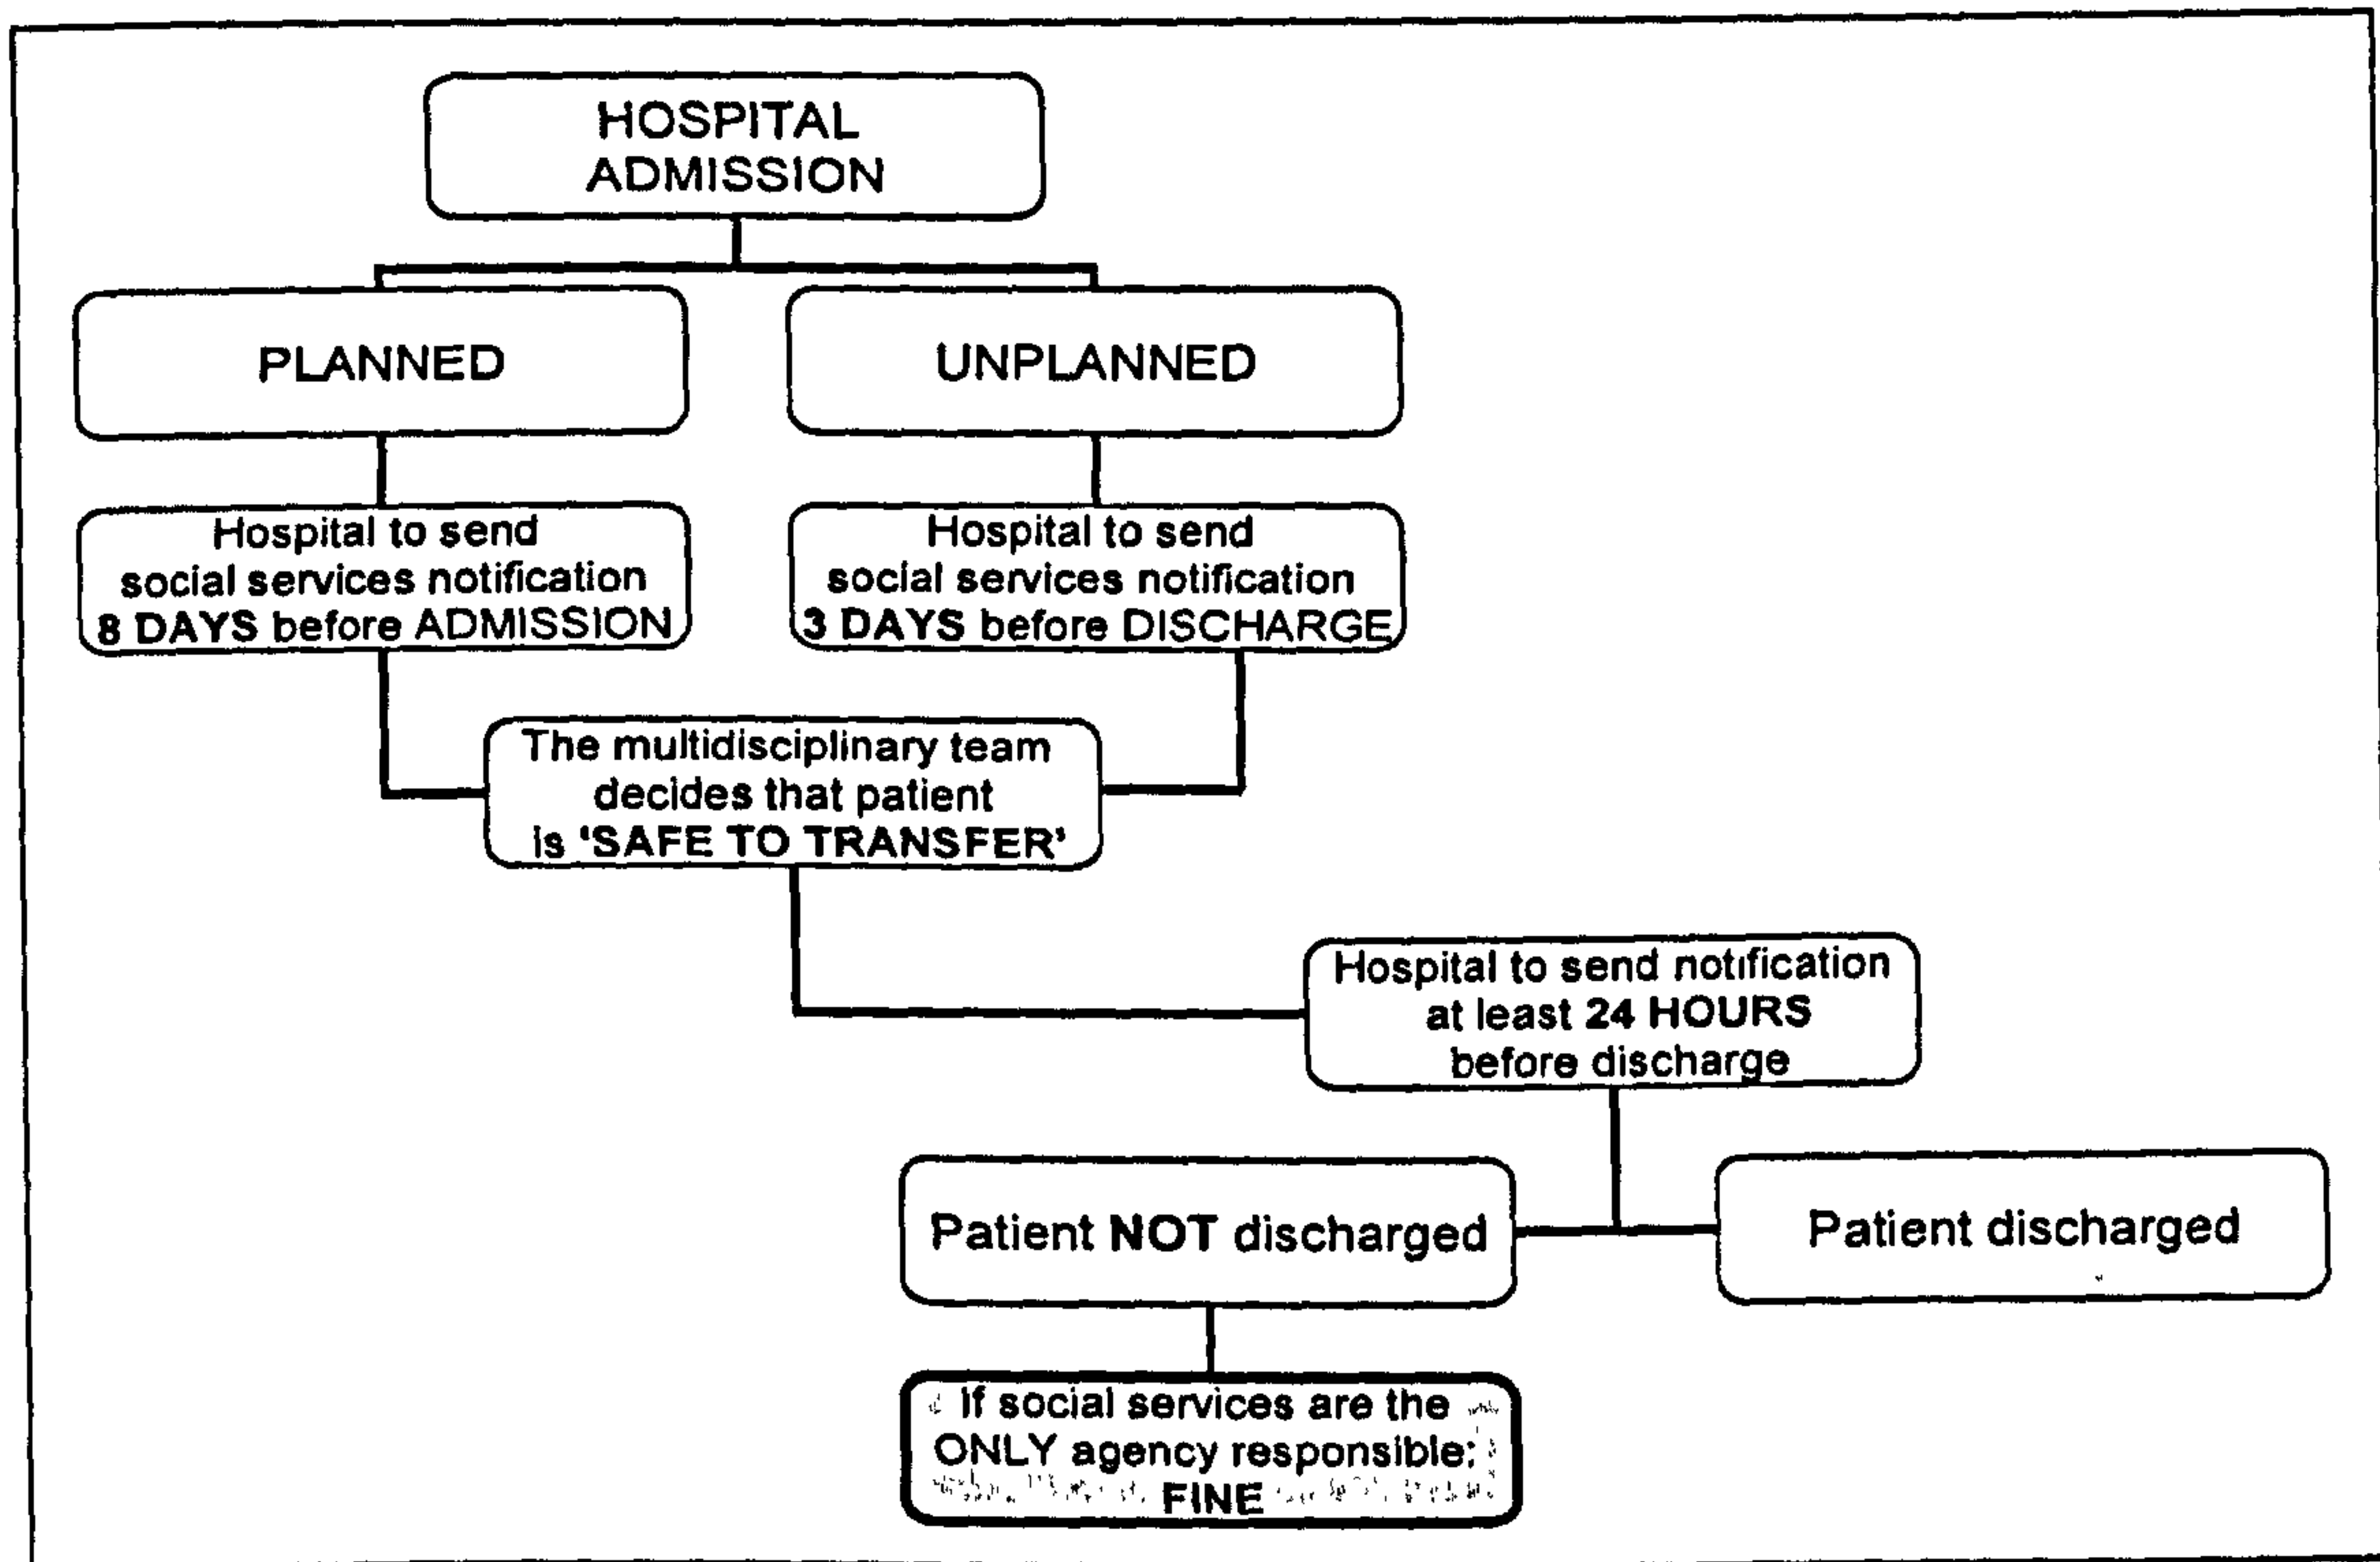 HOSPITAL
ADMISSION
PLANNED
UNPLANNED
Hospital to send
social services notification
8 DAYS before ADMISSION
Hospital to send
social services notification
3 DAYS before DISCHARGE
The multidisciplinary team
decides that patient
is ‘SAFE TO TRANSFER’
Hospital to send notification
at least 24 HOURS
before discharge
Patient NOT discharged
Patient discharged
If social services are the
ONLY agency responsible:
FINE